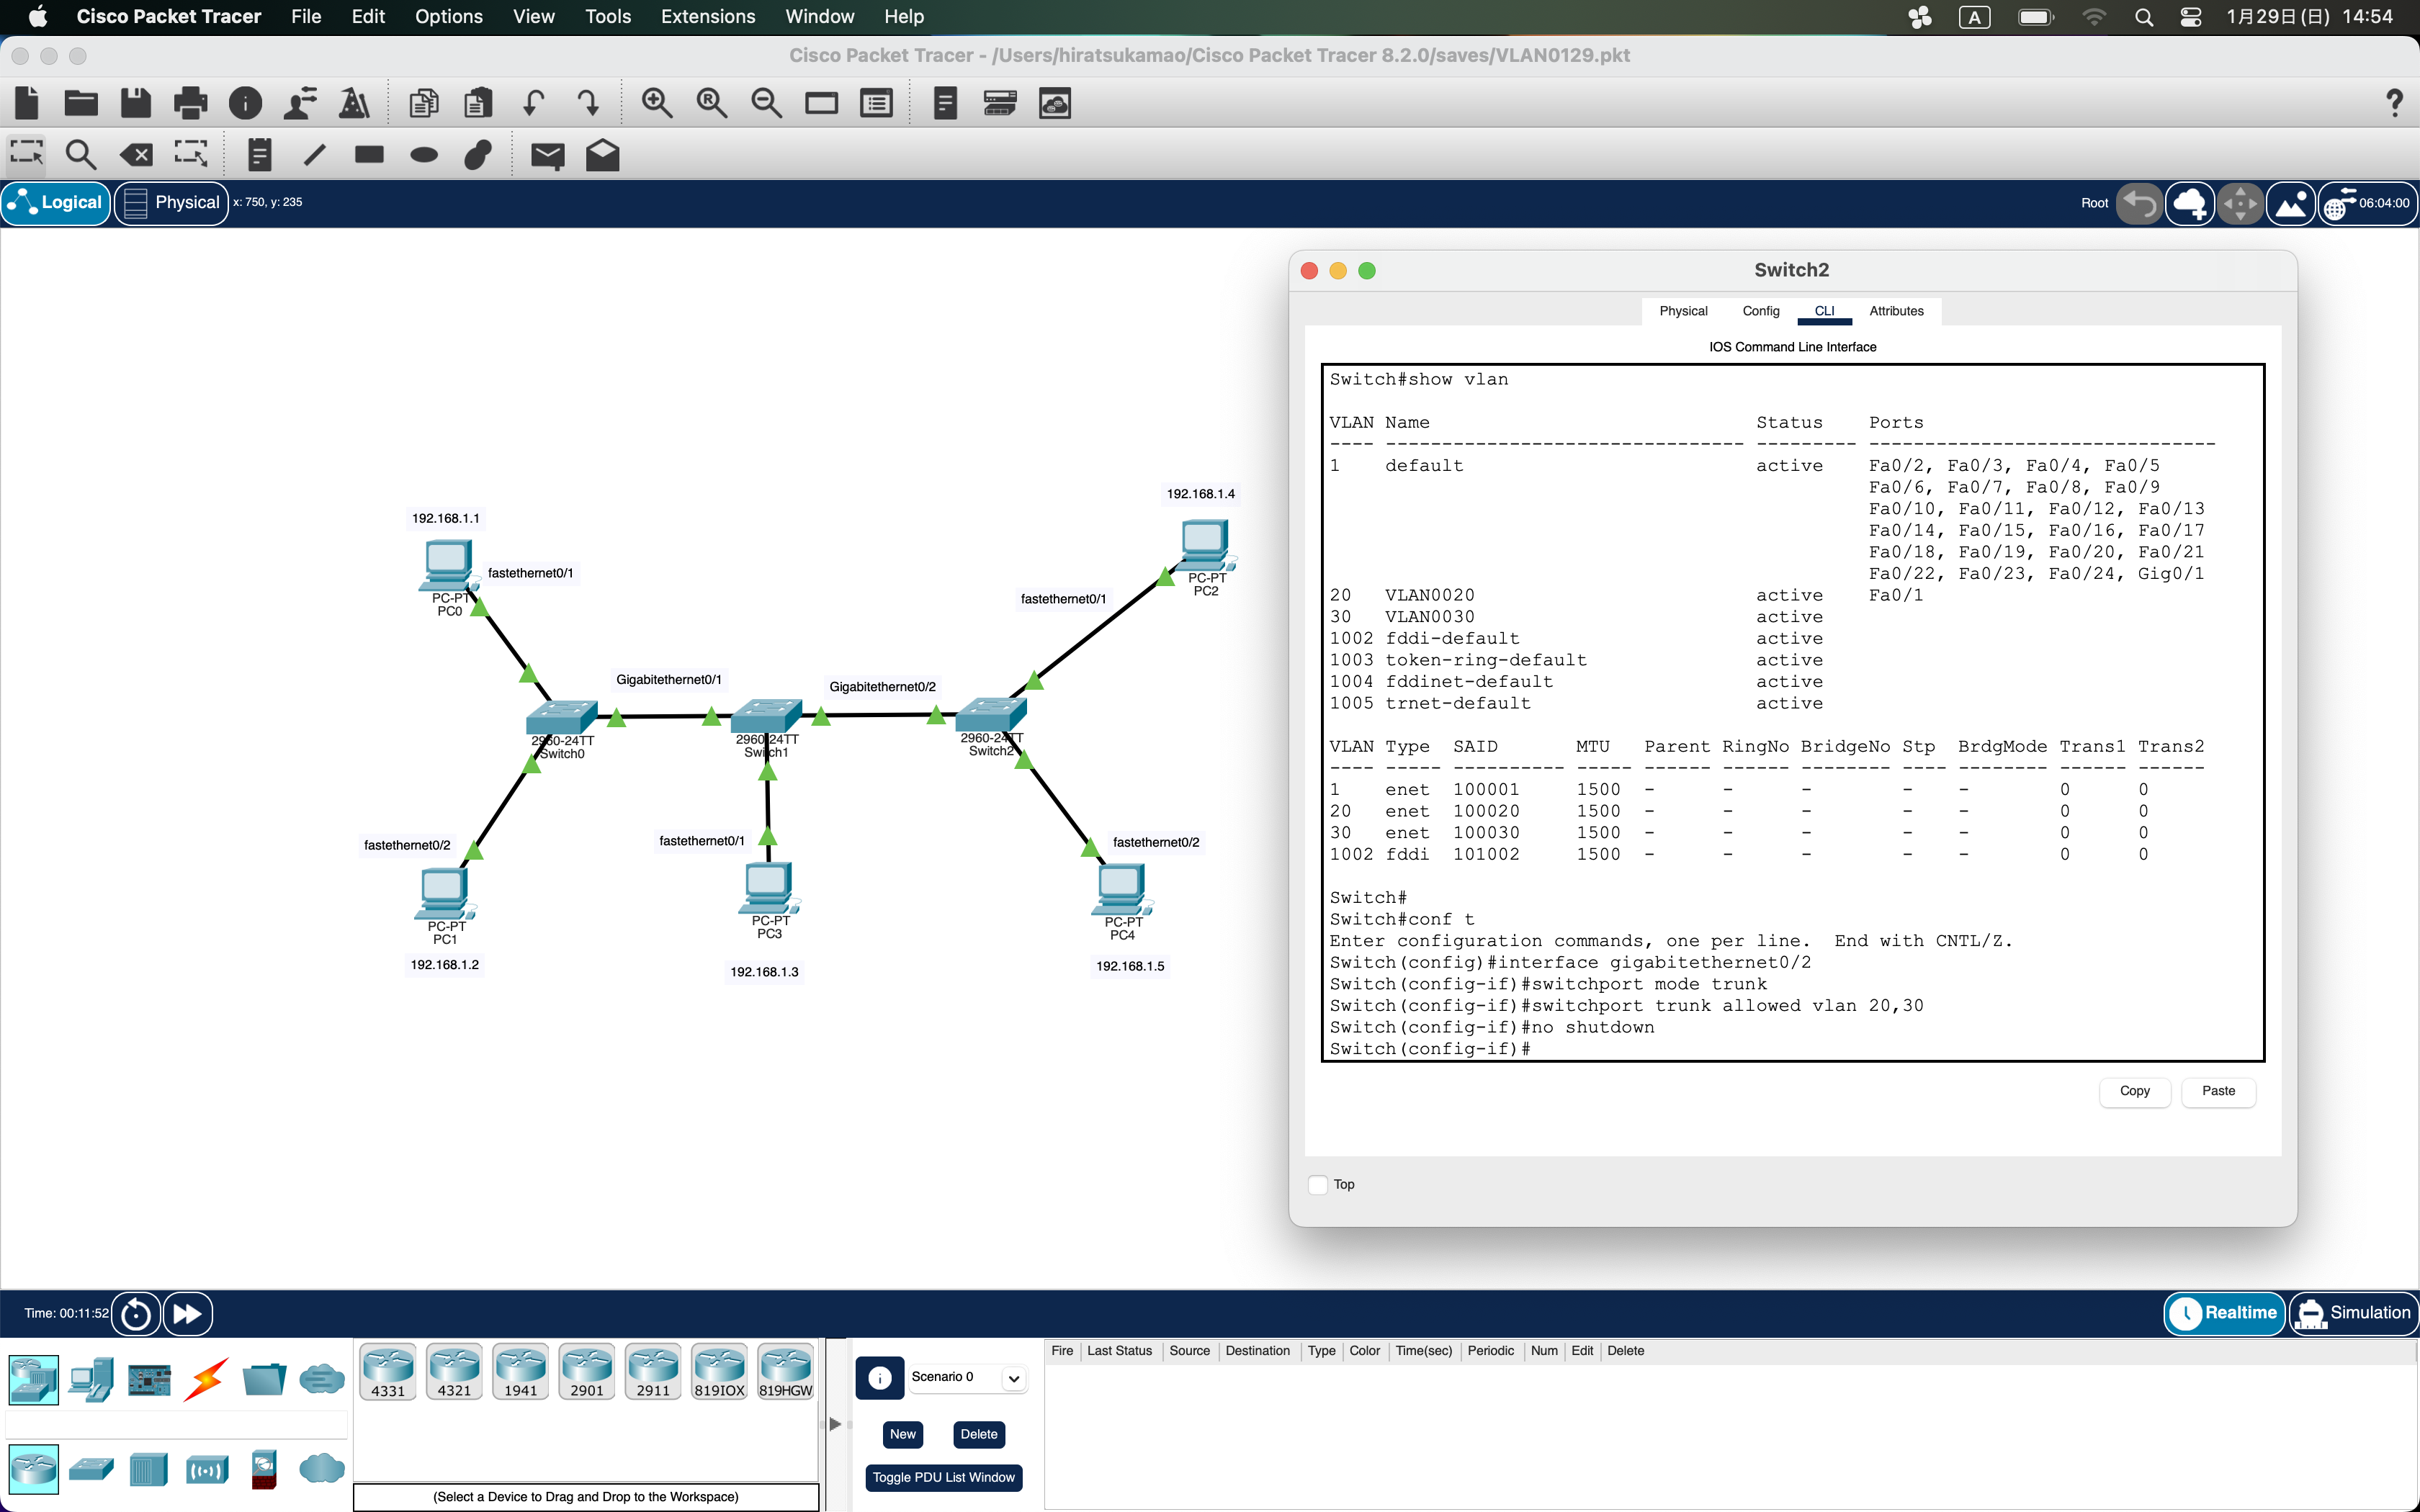 Cisco Packet Tracer File Edit Options View Tools Extensions Window Help A 1月29日(日) 14:54
Cisco Packet Tracer - /Users/hiratsukamao/Cisco Packet Tracer 8.2.0/saves/VLAN0129.pkt
Logical Physical x: 750, y: 235 Root 06:04:00
192.168.1.1
fastethernet0/1
PC-PT
PC0
192.168.1.4
PC-PT
PC2
fastethernet0/1
Gigabitethernet0/1
Gigabitethernet0/2
2960-24TT
Switch0
2960-24TT
Switch1
2960-24TT
Switch2
fastethernet0/2
PC-PT
PC1
192.168.1.2
fastethernet0/1
PC-PT
PC3
192.168.1.3
fastethernet0/2
PC-PT
PC4
192.168.1.5
Switch2
Physical Config CLI Attributes
IOS Command Line Interface
Switch#show vlan
VLAN Name Status Ports
---- -------------------------------- --------- -------------------------------
1 default active Fa0/2, Fa0/3, Fa0/4, Fa0/5
Fa0/6, Fa0/7, Fa0/8, Fa0/9
Fa0/10, Fa0/11, Fa0/12, Fa0/13
Fa0/14, Fa0/15, Fa0/16, Fa0/17
Fa0/18, Fa0/19, Fa0/20, Fa0/21
Fa0/22, Fa0/23, Fa0/24, Gig0/1
20 VLAN0020 active Fa0/1
30 VLAN0030 active
1002 fddi-default active
1003 token-ring-default active
1004 fddinet-default active
1005 trnet-default active
VLAN Type SAID MTU Parent RingNo BridgeNo Stp BrdgMode Trans1 Trans2
---- ----- ---------- ----- ------ ------ -------- ---- -------- ------ ------
1 enet 100001 1500 - - - - - 0 0
20 enet 100020 1500 - - - - - 0 0
30 enet 100030 1500 - - - - - 0 0
1002 fddi 101002 1500 - - - - - 0 0
Switch#
Switch#conf t
Enter configuration commands, one per line. End with CNTL/Z.
Switch(config)#interface gigabitethernet0/2
Switch(config-if)#switchport mode trunk
Switch(config-if)#switchport trunk allowed vlan 20,30
Switch(config-if)#no shutdown
Switch(config-if)#
Copy Paste
Top
Time: 00:11:52 Realtime Simulation
4331 4321 1941 2901 2911 819IOX 819HGW
(Select a Device to Drag and Drop to the Workspace)
Scenario 0
New Delete
Toggle PDU List Window
Fire Last Status Source Destination Type Color Time(sec) Periodic Num Edit Delete